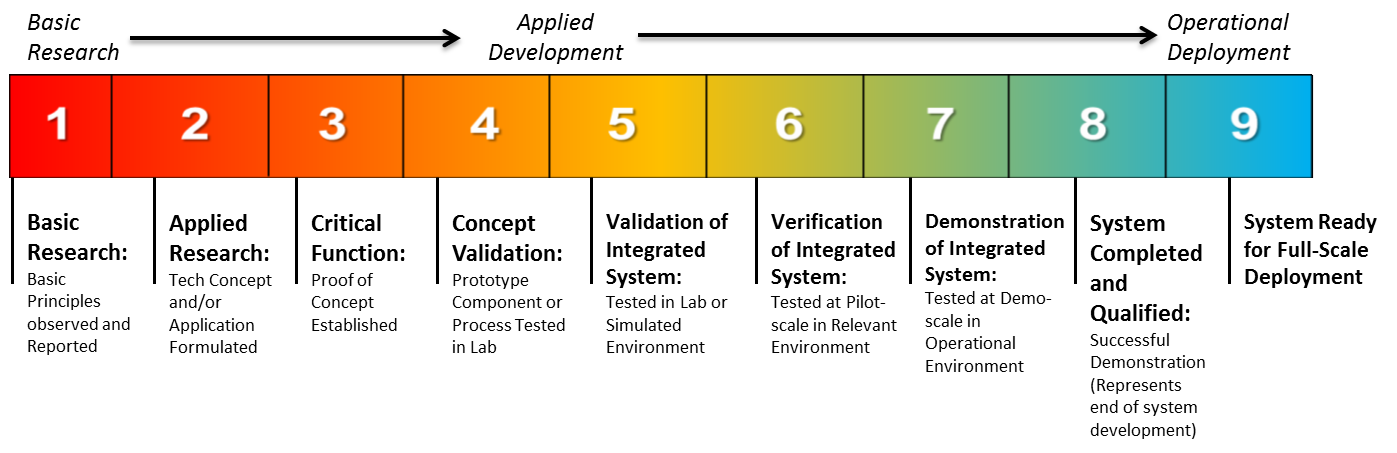 Basic
Research
Applied
Development
Operational
Deployment
1
2
3
4
5
6
7
8
9
Basic
Research:
Basic
Principles
observed and
Reported
Applied
Research:
Tech Concept
and/or
Application
Formulated
Critical
Function:
Proof of
Concept
Established
Concept
Validation:
Prototype
Component or
Process Tested
in Lab
Validation of
Integrated
System:
Tested in Lab or
Simulated
Environment
Verification
of Integrated
System:
Tested at Pilot-
scale in Relevant
Environment
Demonstration
of Integrated
System:
Tested at Demo-
scale in
Operational
Environment
System
Completed
and
Qualified:
Successful
Demonstration
(Represents
end of system
development)
System Ready
for Full-Scale
Deployment